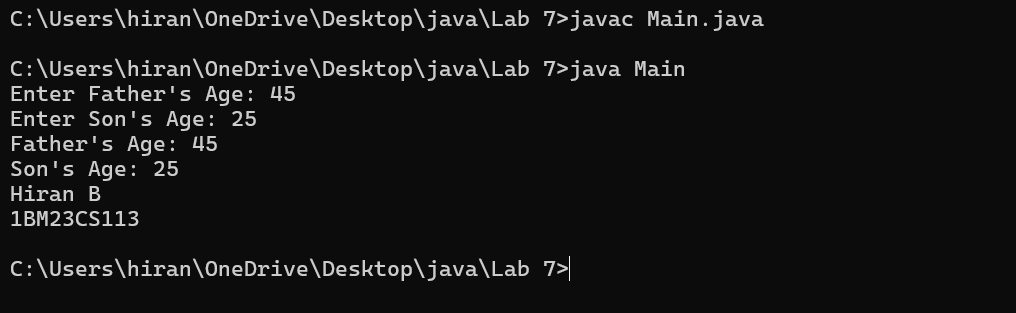 C:\Users\hiran\OneDrive\Desktop\java\Lab 7>javac Main.java
C:\Users\hiran\OneDrive\Desktop\java\Lab 7>java Main
Enter Father's Age: 45
Enter Son's Age: 25
Father's Age: 45
Son's Age: 25
Hiran B
1BM23CS113
C:\Users\hiran\OneDrive\Desktop\java\Lab 7>